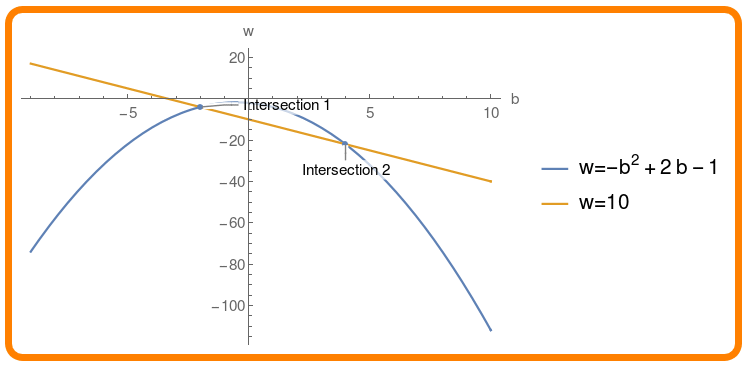 w
20
Intersection 1
b
−5
5
10
−20
Intersection 2
−40
−60
−80
−100
w=−b² + 2 b − 1
w=10